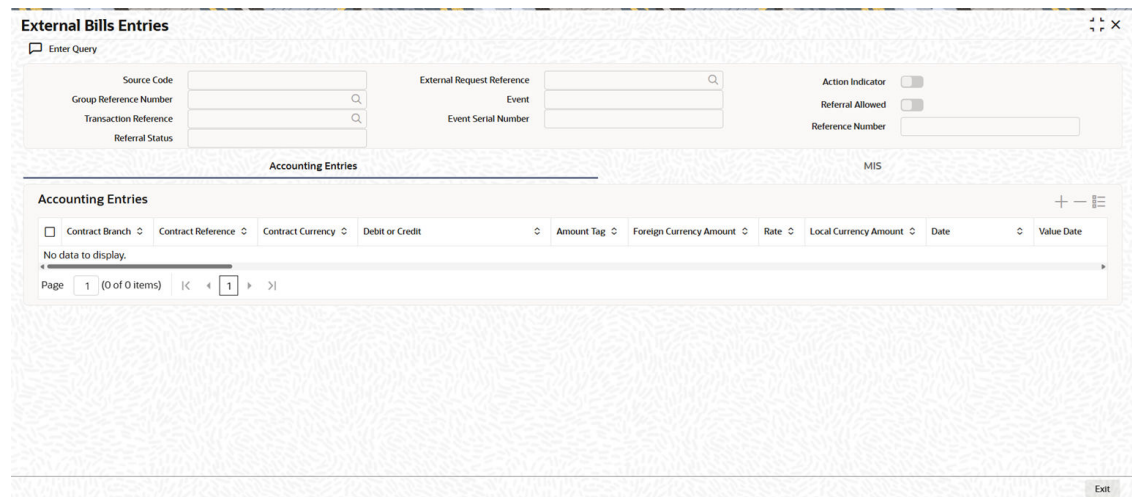 External Bills Entries
Enter Query
Source Code
External Request Reference
Action Indicator
Group Reference Number
Event
Referral Allowed
Transaction Reference
Event Serial Number
Reference Number
Referral Status
Accounting Entries
MIS
Accounting Entries
Contract Branch Contract Reference Contract Currency Debit or Credit Amount Tag Foreign Currency Amount Rate Local Currency Amount Date Value Date
No data to display.
Page 1 (0 of 0 items) 1
Exit